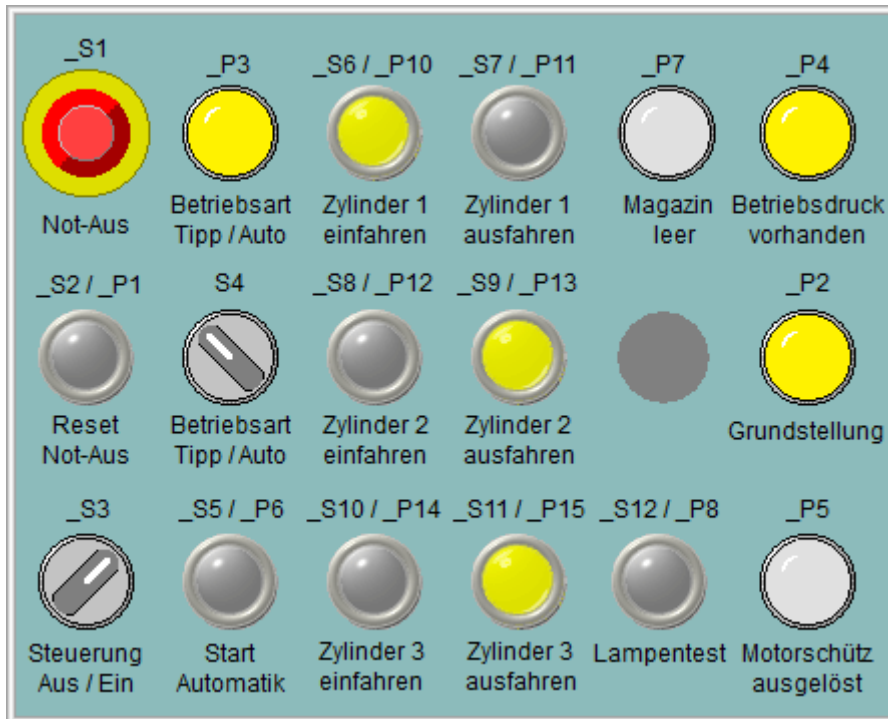 _S1
Not-Aus
_P3
Betriebsart
Tipp / Auto
_S6 / _P10
Zylinder 1
einfahren
_S7 / _P11
Zylinder 1
ausfahren
_P7
Magazin
leer
_P4
Betriebsdruck
vorhanden
_S2 / _P1
Reset
Not-Aus
S4
Betriebsart
Tipp / Auto
_S8 / _P12
Zylinder 2
einfahren
_S9 / _P13
Zylinder 2
ausfahren
_P2
Grundstellung
_S3
Steuerung
Aus / Ein
_S5 / _P6
Start
Automatik
_S10 / _P14
Zylinder 3
einfahren
_S11 / _P15
Zylinder 3
ausfahren
_S12 / _P8
Lampentest
_P5
Motorschütz
ausgelöst